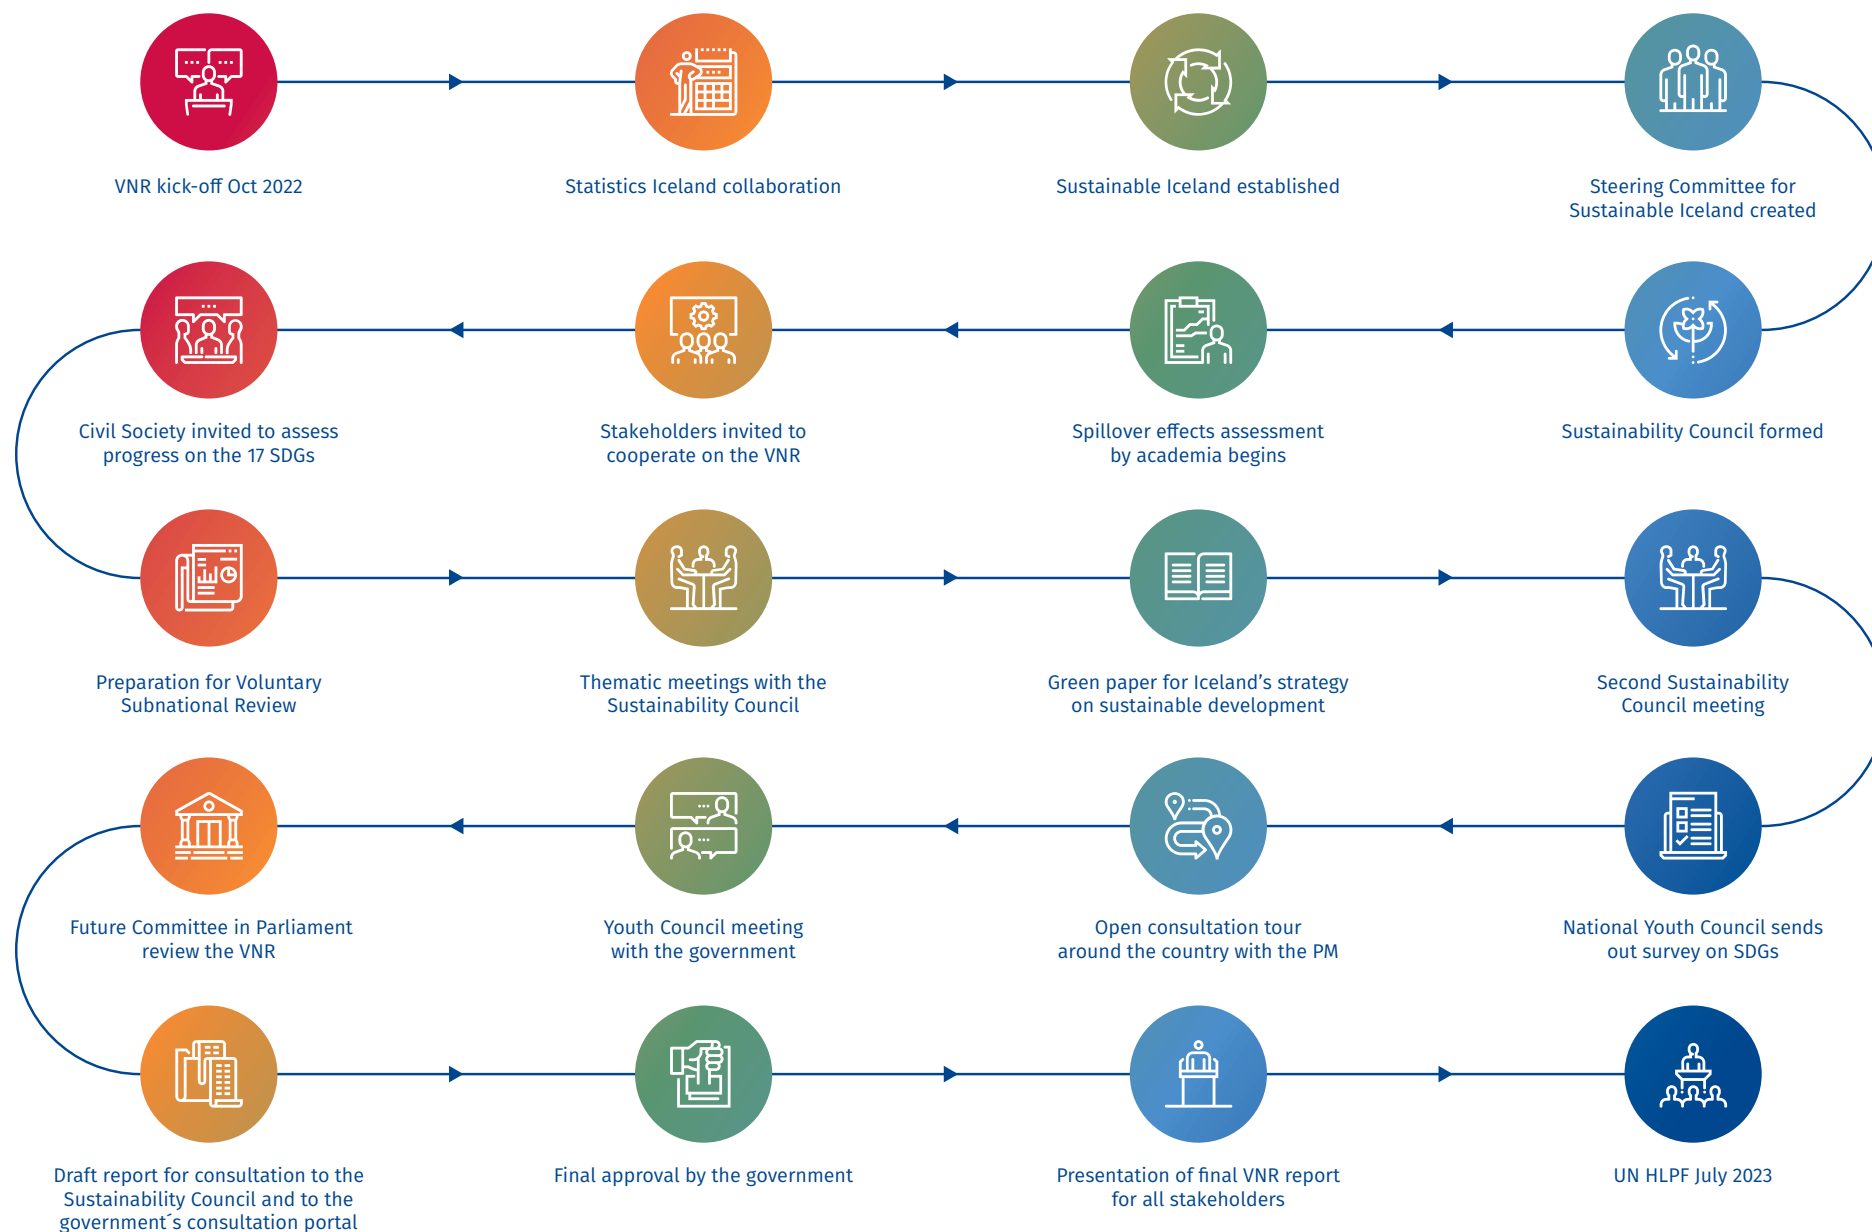 VNR kick-off Oct 2022
Statistics Iceland collaboration
Sustainable Iceland established
Steering Committee for
Sustainable Iceland created
Sustainability Council formed
Spillover effects assessment
by academia begins
Stakeholders invited to
cooperate on the VNR
Civil Society invited to assess
progress on the 17 SDGs
Preparation for Voluntary
Subnational Review
Thematic meetings with the
Sustainability Council
Green paper for Iceland’s strategy
on sustainable development
Second Sustainability
Council meeting
National Youth Council sends
out survey on SDGs
Open consultation tour
around the country with the PM
Youth Council meeting
with the government
Future Committee in Parliament
review the VNR
Draft report for consultation to the
Sustainability Council and to the
government´s consultation portal
Final approval by the government
Presentation of final VNR report
for all stakeholders
UN HLPF July 2023